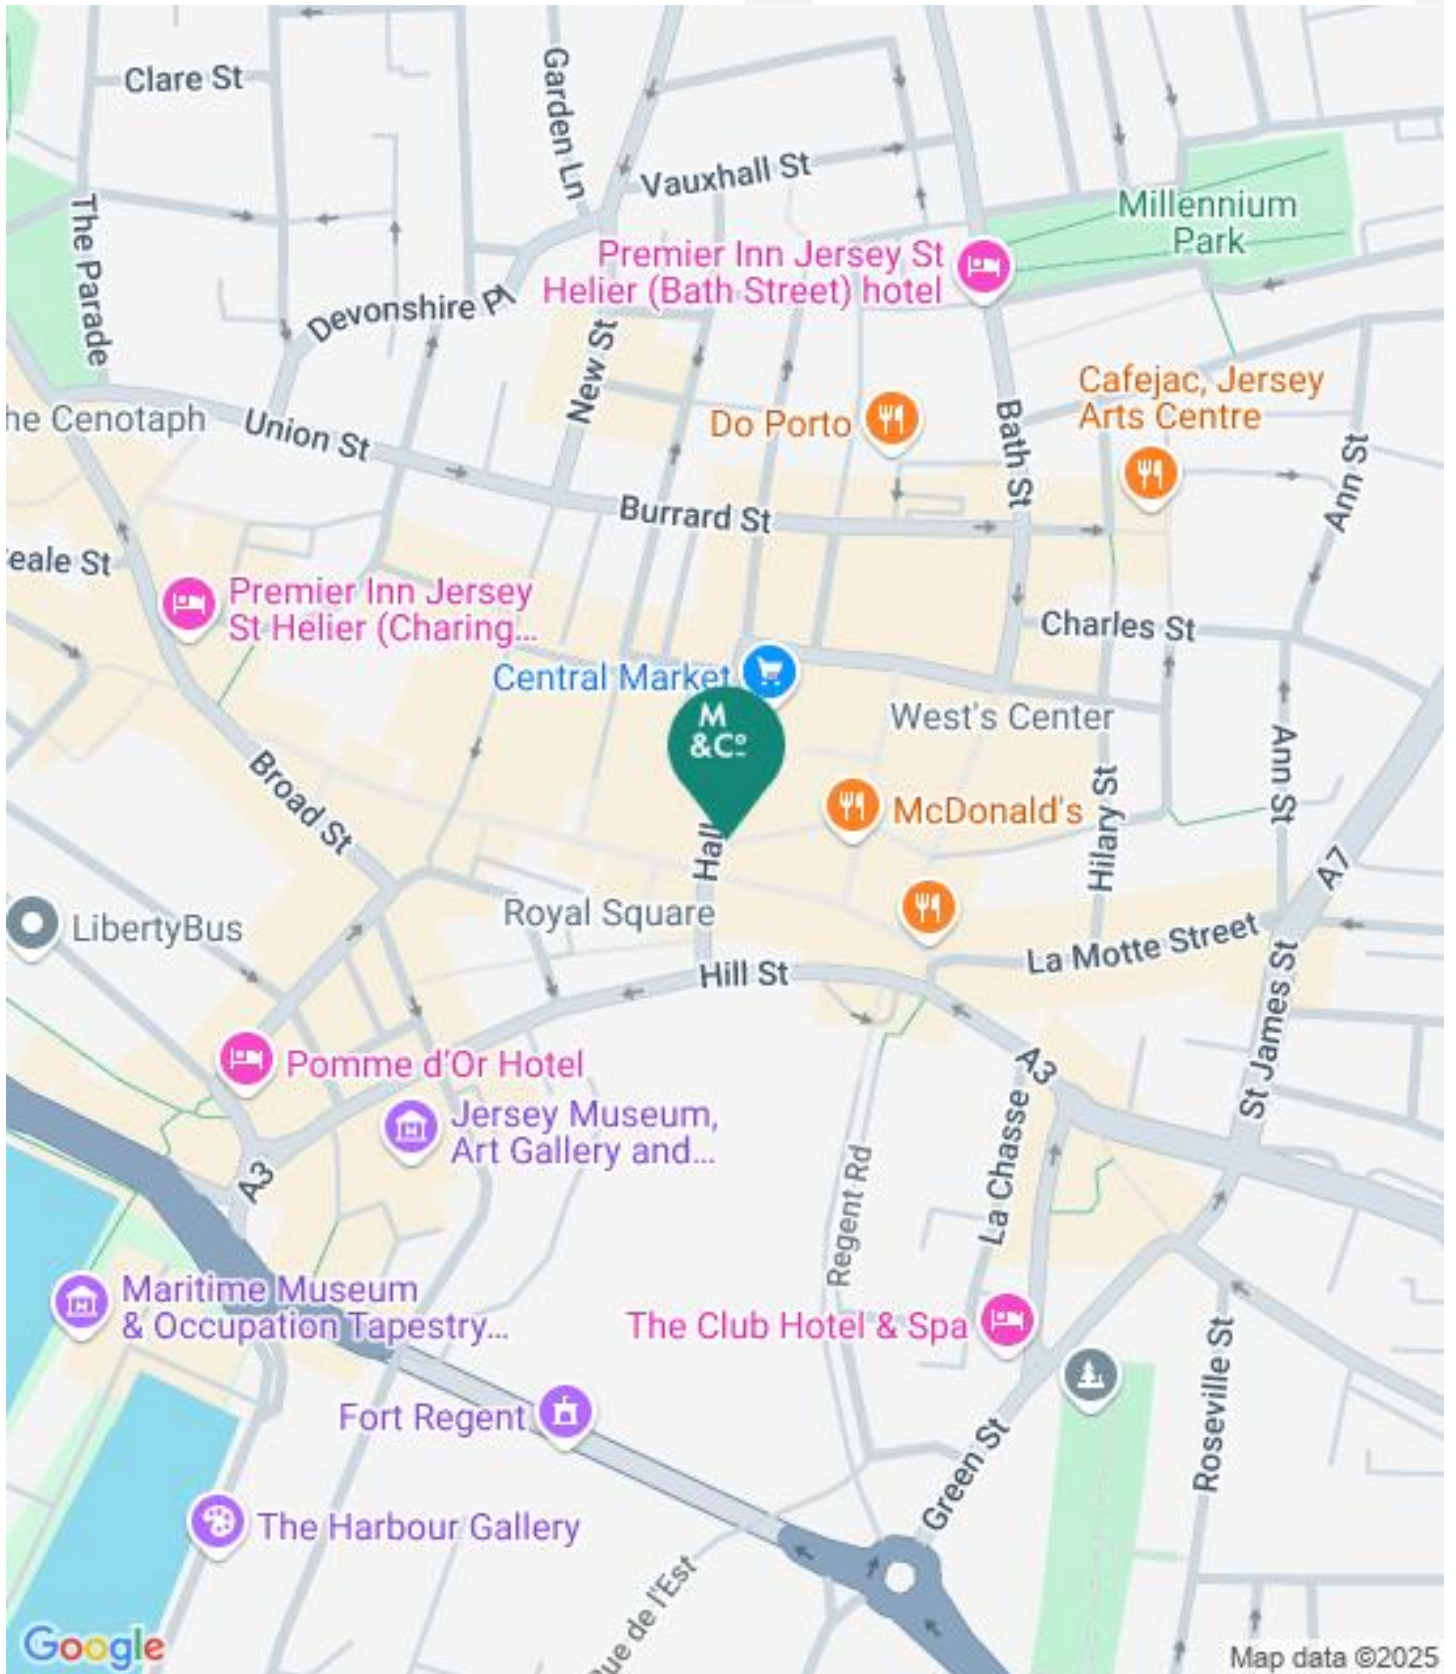 Clare St
Garden Ln
Vauxhall St
Millennium
Park
The Parade
Premier Inn Jersey St
Helier (Bath Street) hotel
Devonshire Pl
New St
Cafejac, Jersey
Arts Centre
he Cenotaph
Union St
Do Porto
Bath St
Ann St
Burrard St
eale St
Premier Inn Jersey
St Helier (Charing...
Charles St
Central Market
M
&Cº
West's Center
Broad St
McDonald's
Hilary St
Ann St
Hal
A7
LibertyBus
Royal Square
La Motte Street
Hill St
St James St
Pomme d'Or Hotel
A3
La Chasse
Jersey Museum,
Art Gallery and...
A3
Regent Rd
Maritime Museum
& Occupation Tapestry...
The Club Hotel & Spa
Roseville St
Fort Regent
Green St
The Harbour Gallery
Rue de l'Est
Google
Map data ©2025